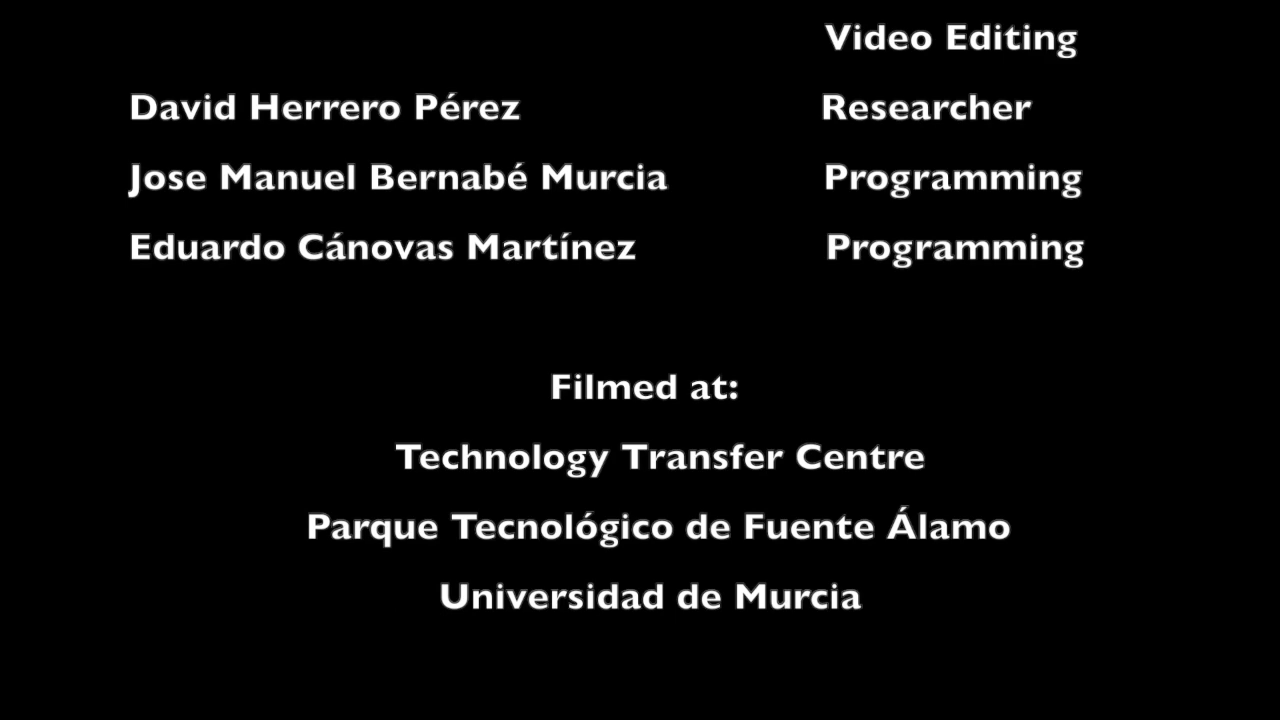 Video Editing
David Herrero Pérez Researcher
Jose Manuel Bernabé Murcia Programming
Eduardo Cánovas Martínez Programming
Filmed at:
Technology Transfer Centre
Parque Tecnológico de Fuente Álamo
Universidad de Murcia